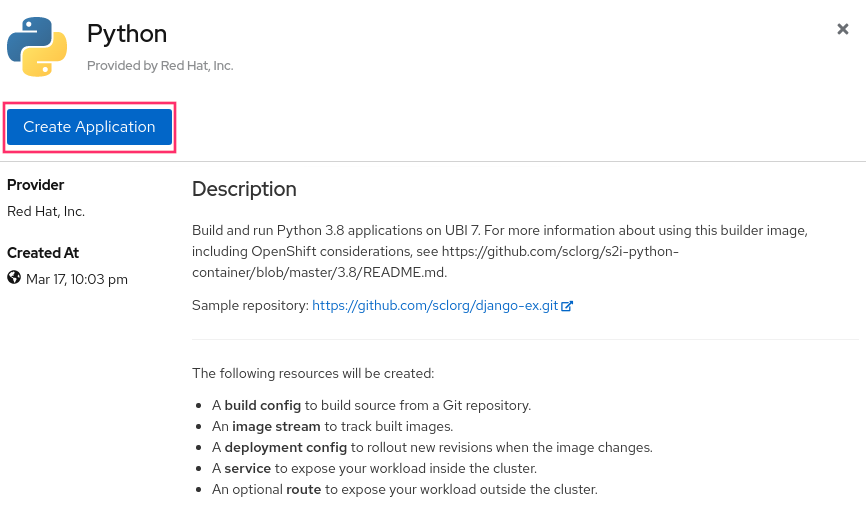 Python
Provided by Red Hat, Inc.
Create Application
Provider
Red Hat, Inc.
Created At
Mar 17, 10:03 pm
Description
Build and run Python 3.8 applications on UBI 7. For more information about using this builder image,
including OpenShift considerations, see https://github.com/sclorg/s2i-python-
container/blob/master/3.8/README.md.
Sample repository: https://github.com/sclorg/django-ex.git
The following resources will be created:
• A build config to build source from a Git repository.
• An image stream to track built images.
• A deployment config to rollout new revisions when the image changes.
• A service to expose your workload inside the cluster.
• An optional route to expose your workload outside the cluster.